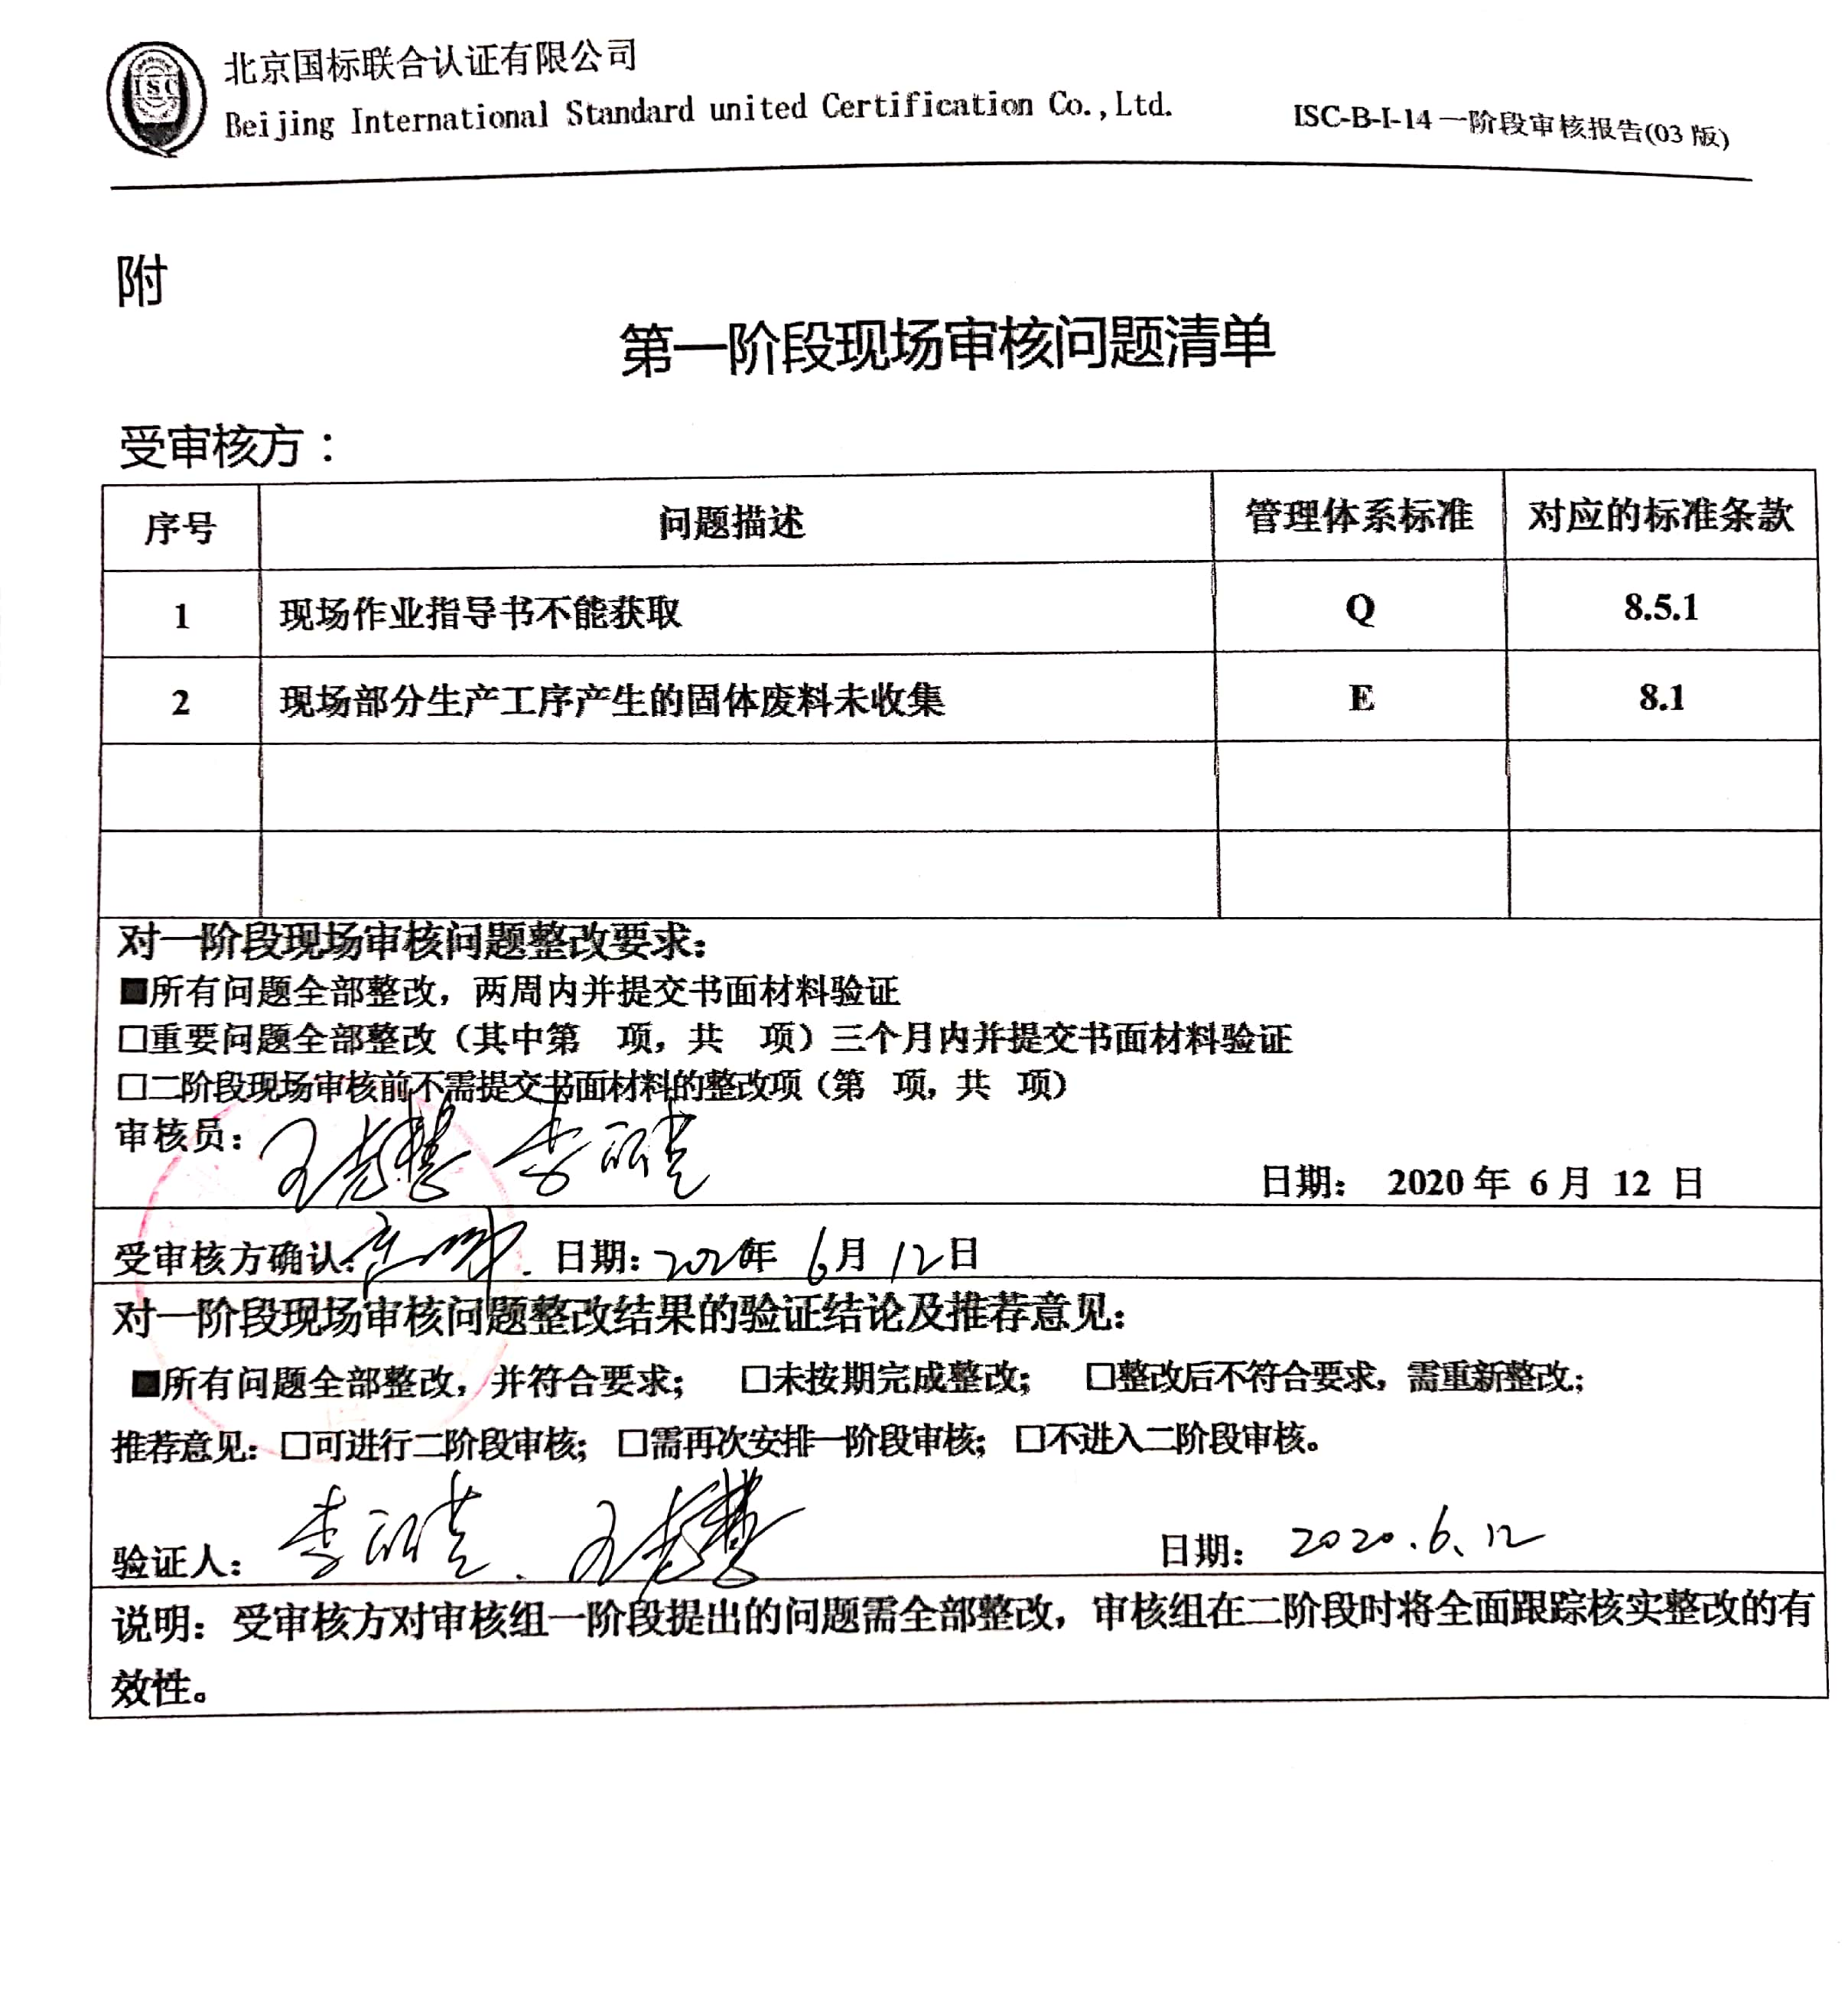 北京国标联合认证有限公司
Beijing International Standard united Certification Co.,Ltd.
ISC-B-I-14一阶段审核报告(03版)
ISC
附
第一阶段现场审核问题清单
受审核方：
序号 问题描述 管理体系标准 对应的标准条款
1 现场作业指导书不能获取 Q 8.5.1
2 现场部分生产工序产生的固体废料未收集 E 8.1
对一阶段现场审核问题整改要求：
■所有问题全部整改，两周内并提交书面材料验证
□重要问题全部整改（其中第 项，共 项）三个月内并提交书面材料验证
□二阶段现场审核前不需提交书面材料的整改项（第 项，共 项）
审核员：
日期： 2020 年 6 月 12 日
受审核方确认： 日期：2020年 6月 12日
对一阶段现场审核问题整改结果的验证结论及推荐意见：
■所有问题全部整改，并符合要求； □未按期完成整改； □整改后不符合要求，需重新整改；
推荐意见：□可进行二阶段审核； □需再次安排一阶段审核； □不进入二阶段审核。
验证人： 日期： 2020.6.12
说明：受审核方对审核组一阶段提出的问题需全部整改，审核组在二阶段时将全面跟踪核实整改的有
效性。